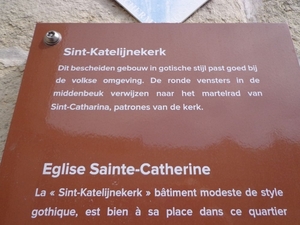 Sint-Katelijnekerk
Dit bescheiden gebouw in gotische stijl past goed bij
de volkse omgeving. De ronde vensters in de
middenbeuk verwijzen naar het martelrad van
Sint-Catharina, patrones van de kerk.
Eglise Sainte-Catherine
La « Sint-Katelijnekerk » bâtiment modeste de style
gothique, est bien à sa place dans ce quartier